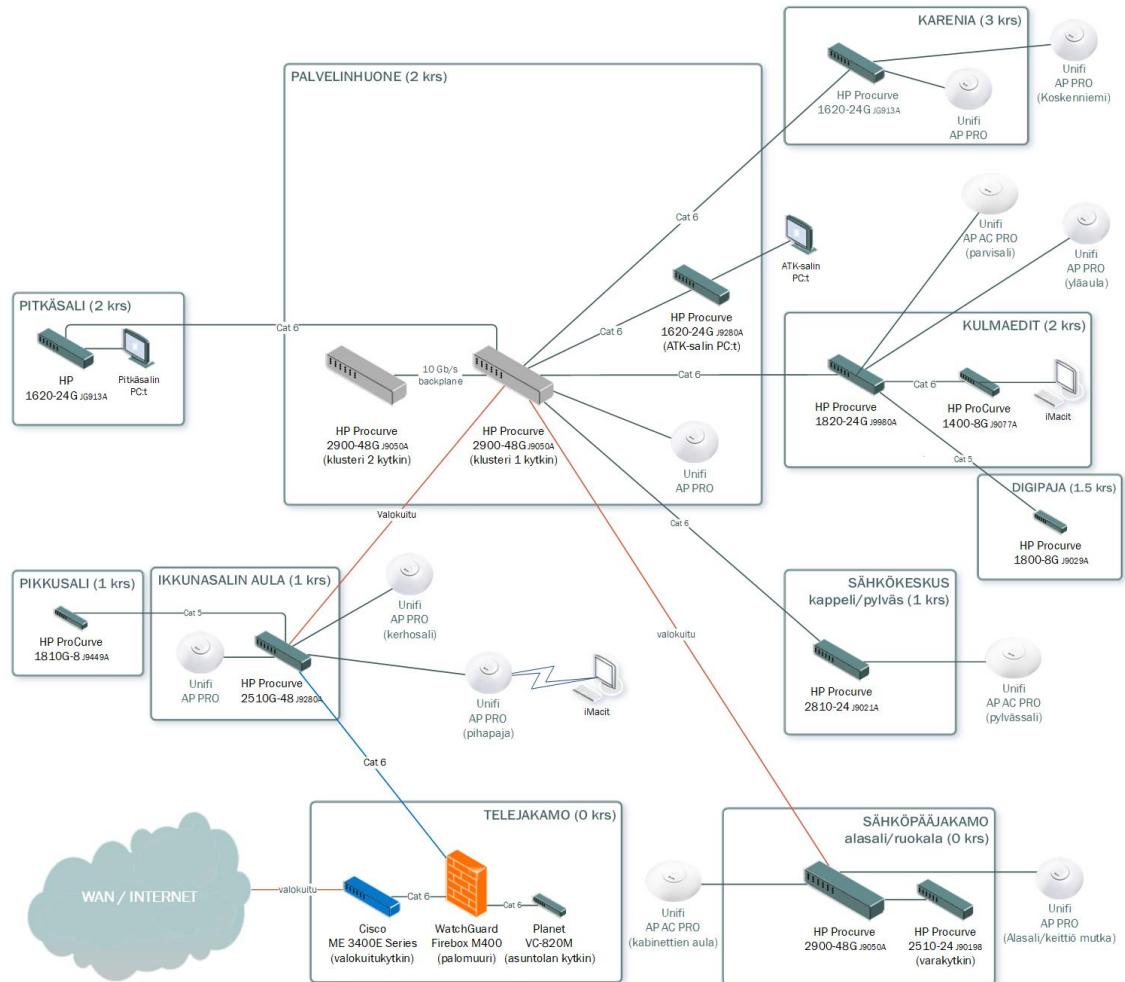 KARENIA (3 krs)
HP Procurve
1620-24G JG913A
Unifi
AP PRO
Unifi
AP PRO
(Koskenniemi)
PALVELINHUONE (2 krs)
Cat 6
Cat 6
HP Procurve
1620-24G J9280A
(ATK-salin PC:t)
ATK-salin
PC:t
10 Gb/s
backplane
HP Procurve
2900-48G J9050A
(klusteri 2 kytkin)
HP Procurve
2900-48G J9050A
(klusteri 1 kytkin)
Unifi
AP PRO
Unifi
AP AC PRO
(parvisali)
Unifi
AP PRO
(yläaula)
PITKÄSALI (2 krs)
HP
1620-24G JG913A
Pitkäsalin
PC:t
Cat 6
Cat 6
KULMAEDIT (2 krs)
HP Procurve
1820-24G J9980A
Cat 6
HP ProCurve
1400-8G J9077A
iMacit
Cat 5
DIGIPAJA (1.5 krs)
HP Procurve
1800-8G J9029A
Valokuitu
Cat 6
valokuitu
PIKKUSALI (1 krs)
HP ProCurve
1810G-8 J9449A
Cat 5
IKKUNASALIN AULA (1 krs)
Unifi
AP PRO
HP Procurve
2510G-48 J9280A
Unifi
AP PRO
(kerhosali)
Unifi
AP PRO
(pihapaja)
iMacit
SÄHKÖKESKUS
kappeli/pylväs (1 krs)
HP Procurve
2810-24 J9021A
Unifi
AP AC PRO
(pylvässali)
Cat 6
WAN / INTERNET
valokuitu
TELEJAKAMO (0 krs)
Cisco
ME 3400E Series
(valokuitukytkin)
Cat 6
WatchGuard
Firebox M400
(palomuuri)
Cat 6
Planet
VC-820M
(asuntolan kytkin)
SÄHKÖPÄÄJAKAMO
alasali/ruokala (0 krs)
Unifi
AP AC PRO
(kabinettien aula)
HP Procurve
2900-48G J9050A
HP Procurve
2510-24 J9019B
(varakytkin)
Unifi
AP PRO
(Alasali/keittiö mutka)